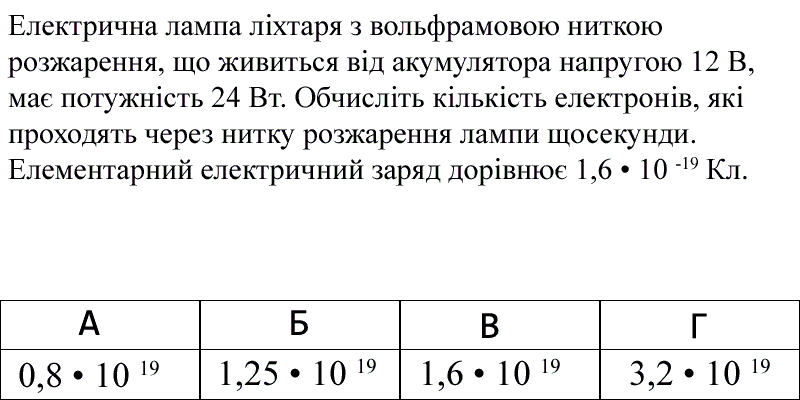 Електрична лампа ліхтаря з вольфрамовою ниткою
розжарення, що живиться від акумулятора напругою 12 В,
має потужність 24 Вт. Обчисліть кількість електронів, які
проходять через нитку розжарення лампи щосекунди.
Елементарний електричний заряд дорівнює 1,6 • 10 ⁻¹⁹ Кл.
А Б В Г
0,8 • 10 ¹⁹ 1,25 • 10 ¹⁹ 1,6 • 10 ¹⁹ 3,2 • 10 ¹⁹